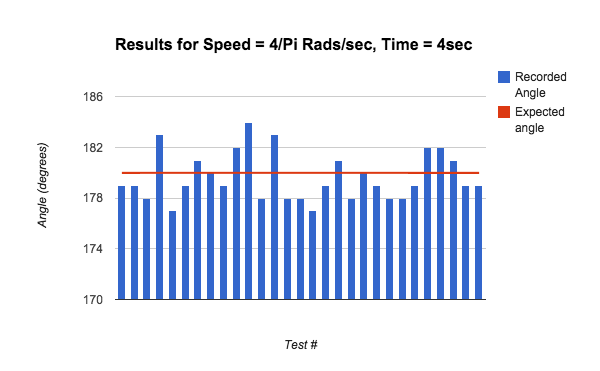 Results for Speed = 4/Pi Rads/sec, Time = 4sec
Recorded
Angle
Expected
angle
Angle (degrees)
186
182
178
174
170
Test #